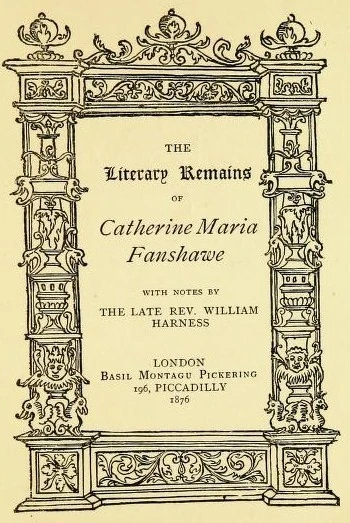 THE
Literary Remains
OF
Catherine Maria
Fanshawe
WITH NOTES BY
THE LATE REV. WILLIAM
HARNESS
LONDON
BASIL MONTAGU PICKERING
196, PICCADILLY
1876